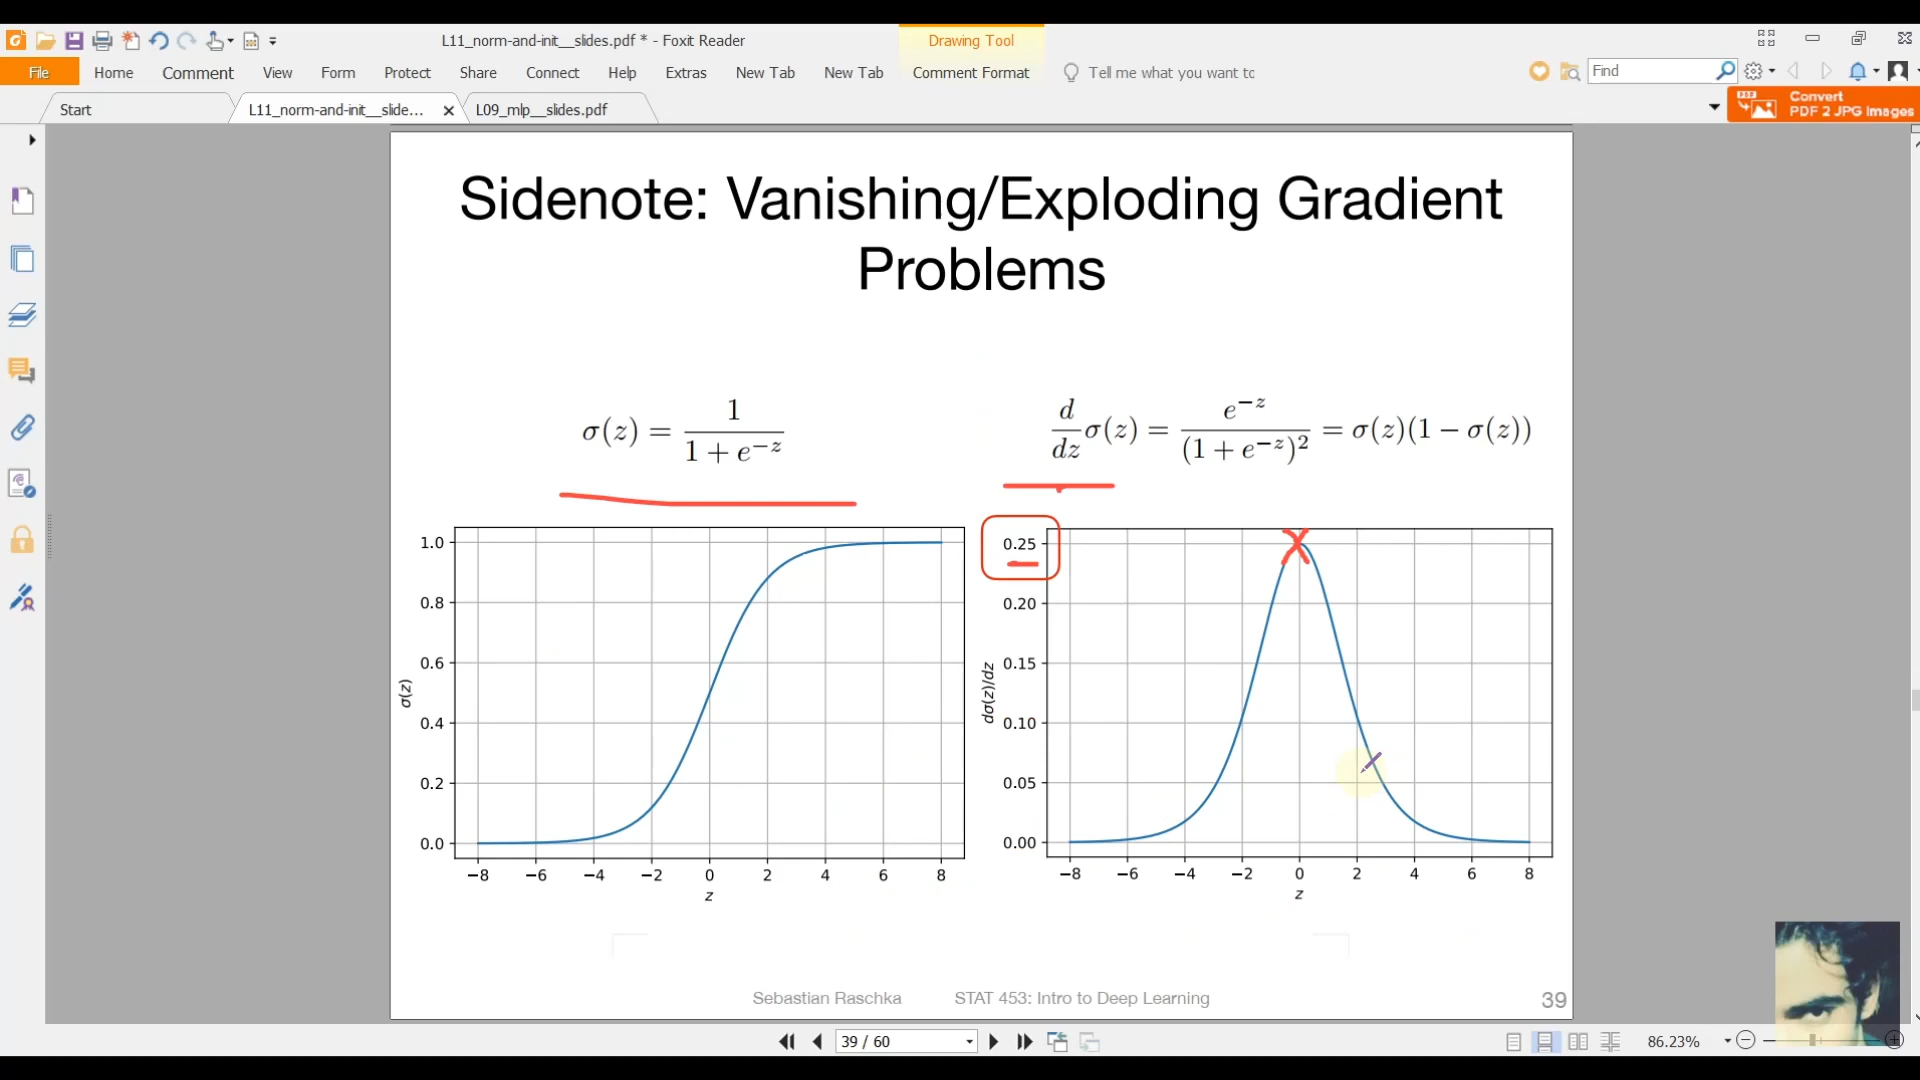 L11_norm-and-init__slides.pdf * - Foxit Reader
Drawing Tool
File Home Comment View Form Protect Share Connect Help Extras New Tab New Tab Comment Format Tell me what you want to Find
Start L11_norm-and-init__slide... L09_mlp__slides.pdf
Convert
PDF 2 JPG Images
Sidenote: Vanishing/Exploding Gradient
Problems
σ(z) = 1 / (1 + e^{−z})
d/dz σ(z) = e^{−z} / (1 + e^{−z})^2 = σ(z)(1 − σ(z))
1.0
0.8
0.6
0.4
0.2
0.0
σ(z)
−8 −6 −4 −2 0 2 4 6 8
z
0.25
0.20
0.15
0.10
0.05
0.00
dσ(z)/dz
−8 −6 −4 −2 0 2 4 6 8
z
Sebastian Raschka STAT 453: Intro to Deep Learning 39
39 / 60
86.23%